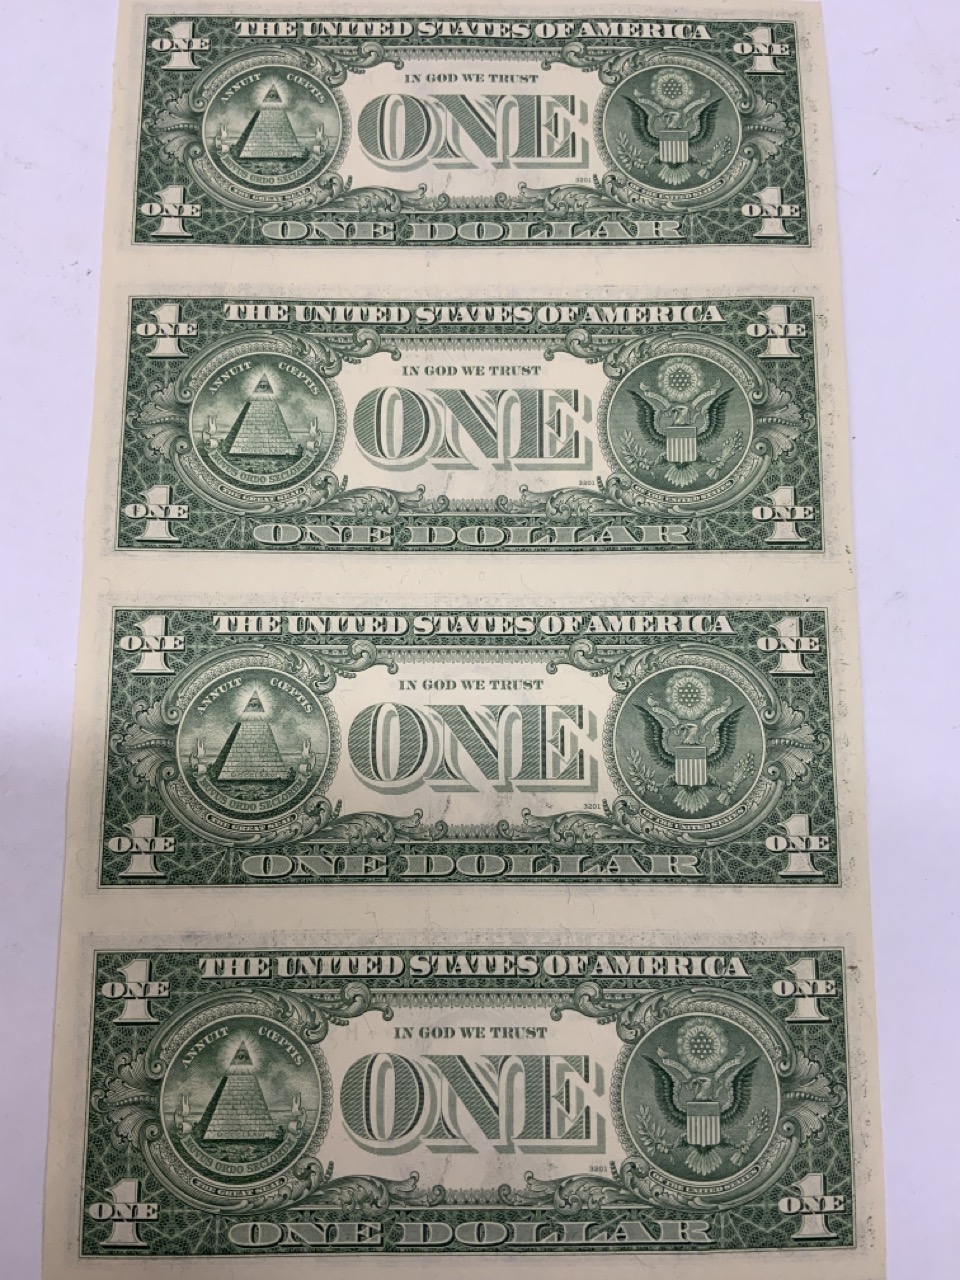 1 ONE THE UNITED STATES OF AMERICA 1 ONE
ANNUIT CŒPTIS
IN GOD WE TRUST
ONE
NOVUS ORDO SECLORUM
THE GREAT SEAL
3201
OF THE UNITED STATES
1 ONE ONE DOLLAR 1 ONE
1 ONE THE UNITED STATES OF AMERICA 1 ONE
ANNUIT CŒPTIS
IN GOD WE TRUST
ONE
NOVUS ORDO SECLORUM
THE GREAT SEAL
3201
OF THE UNITED STATES
1 ONE ONE DOLLAR 1 ONE
1 ONE THE UNITED STATES OF AMERICA 1 ONE
ANNUIT CŒPTIS
IN GOD WE TRUST
ONE
NOVUS ORDO SECLORUM
THE GREAT SEAL
3201
OF THE UNITED STATES
1 ONE ONE DOLLAR 1 ONE
1 ONE THE UNITED STATES OF AMERICA 1 ONE
ANNUIT CŒPTIS
IN GOD WE TRUST
ONE
NOVUS ORDO SECLORUM
THE GREAT SEAL
3201
OF THE UNITED STATES
1 ONE ONE DOLLAR 1 ONE